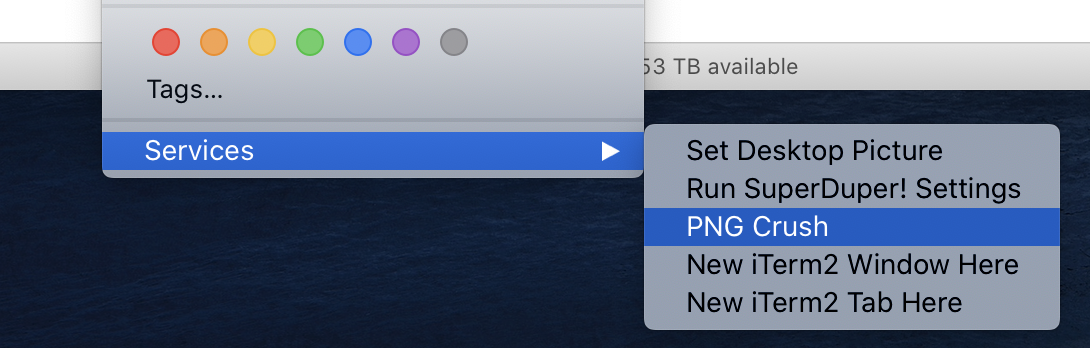 53 TB available
Tags...
Services
Set Desktop Picture
Run SuperDuper! Settings
PNG Crush
New iTerm2 Window Here
New iTerm2 Tab Here